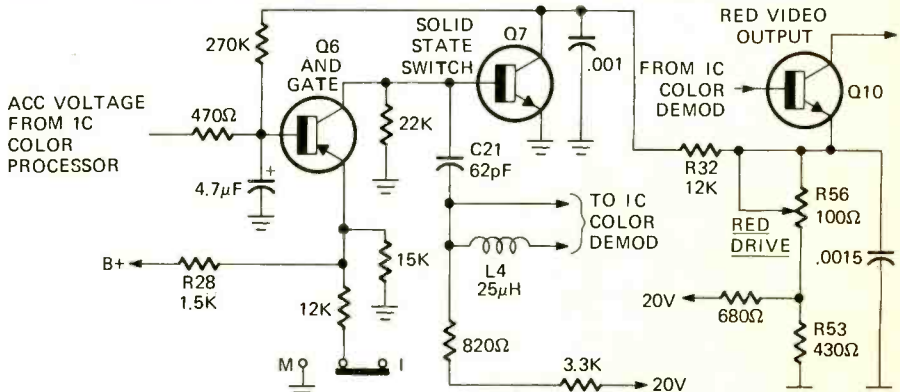 270K
Q6
AND
GATE
SOLID
STATE
SWITCH
Q7
.001
RED VIDEO
OUTPUT
FROM IC
COLOR
DEMOD
Q10
ACC VOLTAGE
FROM 1C
COLOR
PROCESSOR
470Ω
4.7µF
+
22K
C21
62pF
R32
12K
R56
100Ω
RED
DRIVE
.0015
TO IC
COLOR
DEMOD
B+
R28
1.5K
15K
12K
L4
25µH
20V
680Ω
R53
430Ω
M
I
820Ω
3.3K
20V